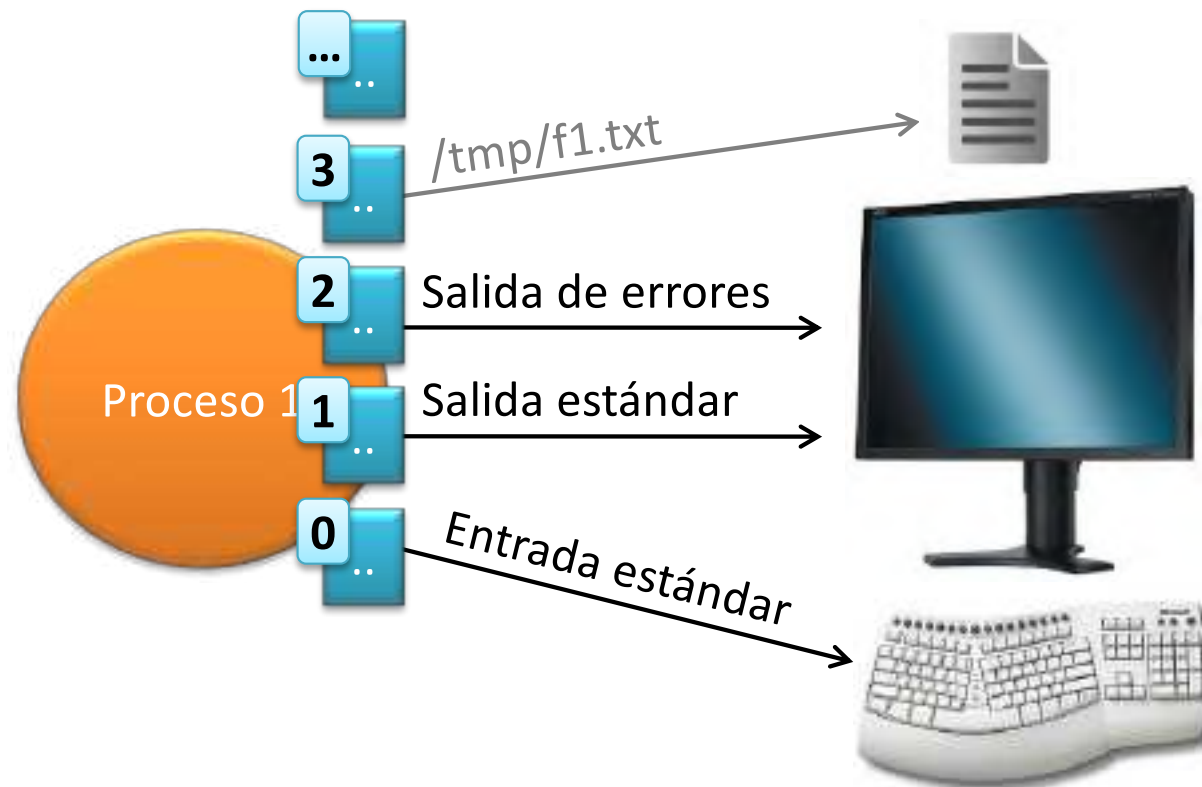 ...
..
3
..
/tmp/f1.txt
2
..
Salida de errores
Proceso 1
1
..
Salida estándar
0
..
Entrada estándar